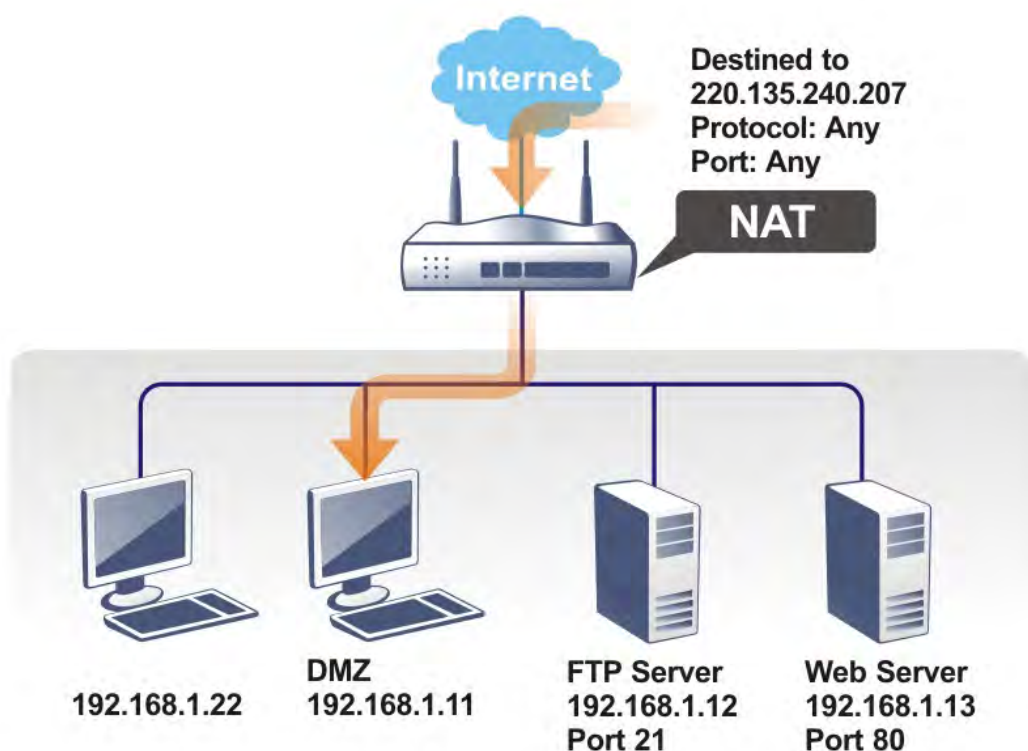 Internet
Destined to
220.135.240.207
Protocol: Any
Port: Any
NAT
192.168.1.22
DMZ
192.168.1.11
FTP Server
192.168.1.12
Port 21
Web Server
192.168.1.13
Port 80